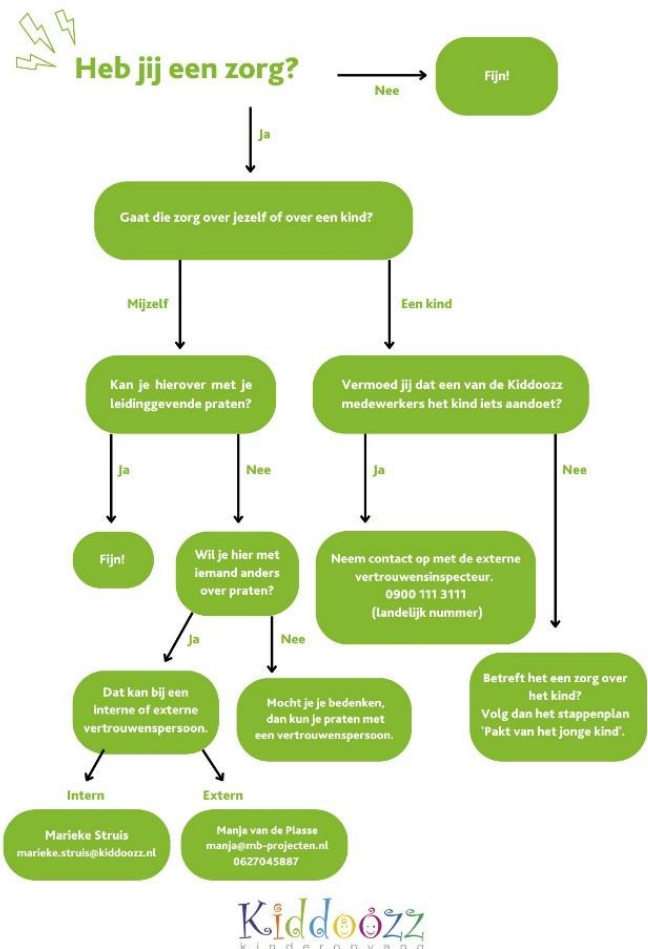 Heb jij een zorg?
Nee
Fijn!
Ja
Gaat die zorg over jezelf of over een kind?
Mijzelf
Een kind
Kan je hierover met je
leidinggevende praten?
Vermoed jij dat een van de Kiddoozz
medewerkers het kind iets aandoet?
Ja
Nee
Ja
Nee
Fijn!
Wil je hier met
iemand anders
over praten?
Neem contact op met de externe
vertrouwensinspecteur.
0900 111 3111
(landelijk nummer)
Ja
Nee
Dat kan bij een
interne of externe
vertrouwenspersoon.
Mocht je je bedenken,
dan kun je praten met
een vertrouwenspersoon.
Betreft het een zorg over
het kind?
Volg dan het stappenplan
'Pakt van het jonge kind'.
Intern
Extern
Marieke Struis
marieke.struis@kiddoozz.nl
Manja van de Plasse
manja@mb-projecten.nl
0627045887
Kiddoozz
kinderopvang